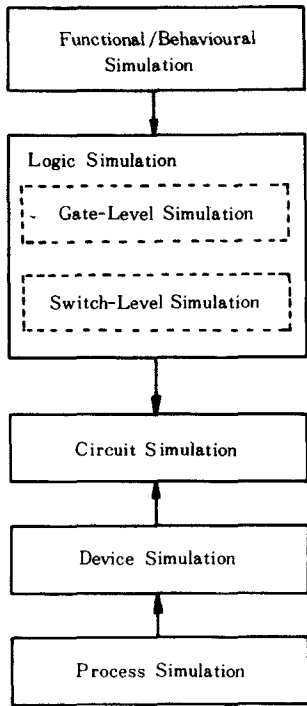 Functional/Behavioural
Simulation
Logic Simulation
Gate-Level Simulation
Switch-Level Simulation
Circuit Simulation
Device Simulation
Process Simulation